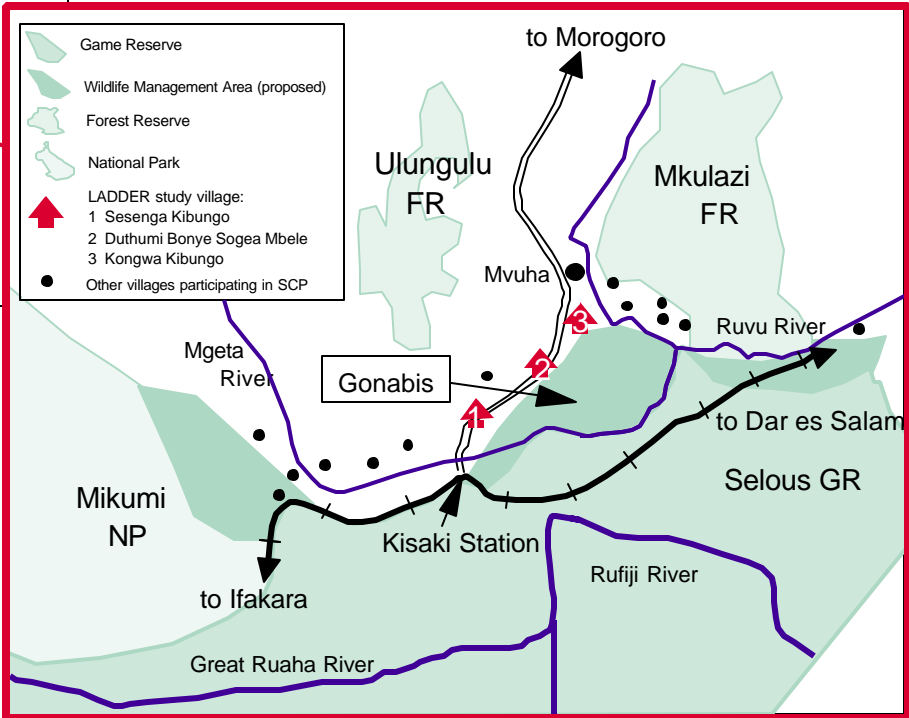 Game Reserve
Wildlife Management Area (proposed)
Forest Reserve
National Park
LADDER study village:
1 Sesenga Kibungo
2 Duthumi Bonye Sogea Mbele
3 Kongwa Kibungo
Other villages participating in SCP
to Morogoro
Ulungulu
FR
Mkulazi
FR
Mvuha
3
Ruvu River
Mgeta
River
2
Gonabis
1
to Dar es Salam
Selous GR
Mikumi
NP
Kisaki Station
Rufiji River
to Ifakara
Great Ruaha River